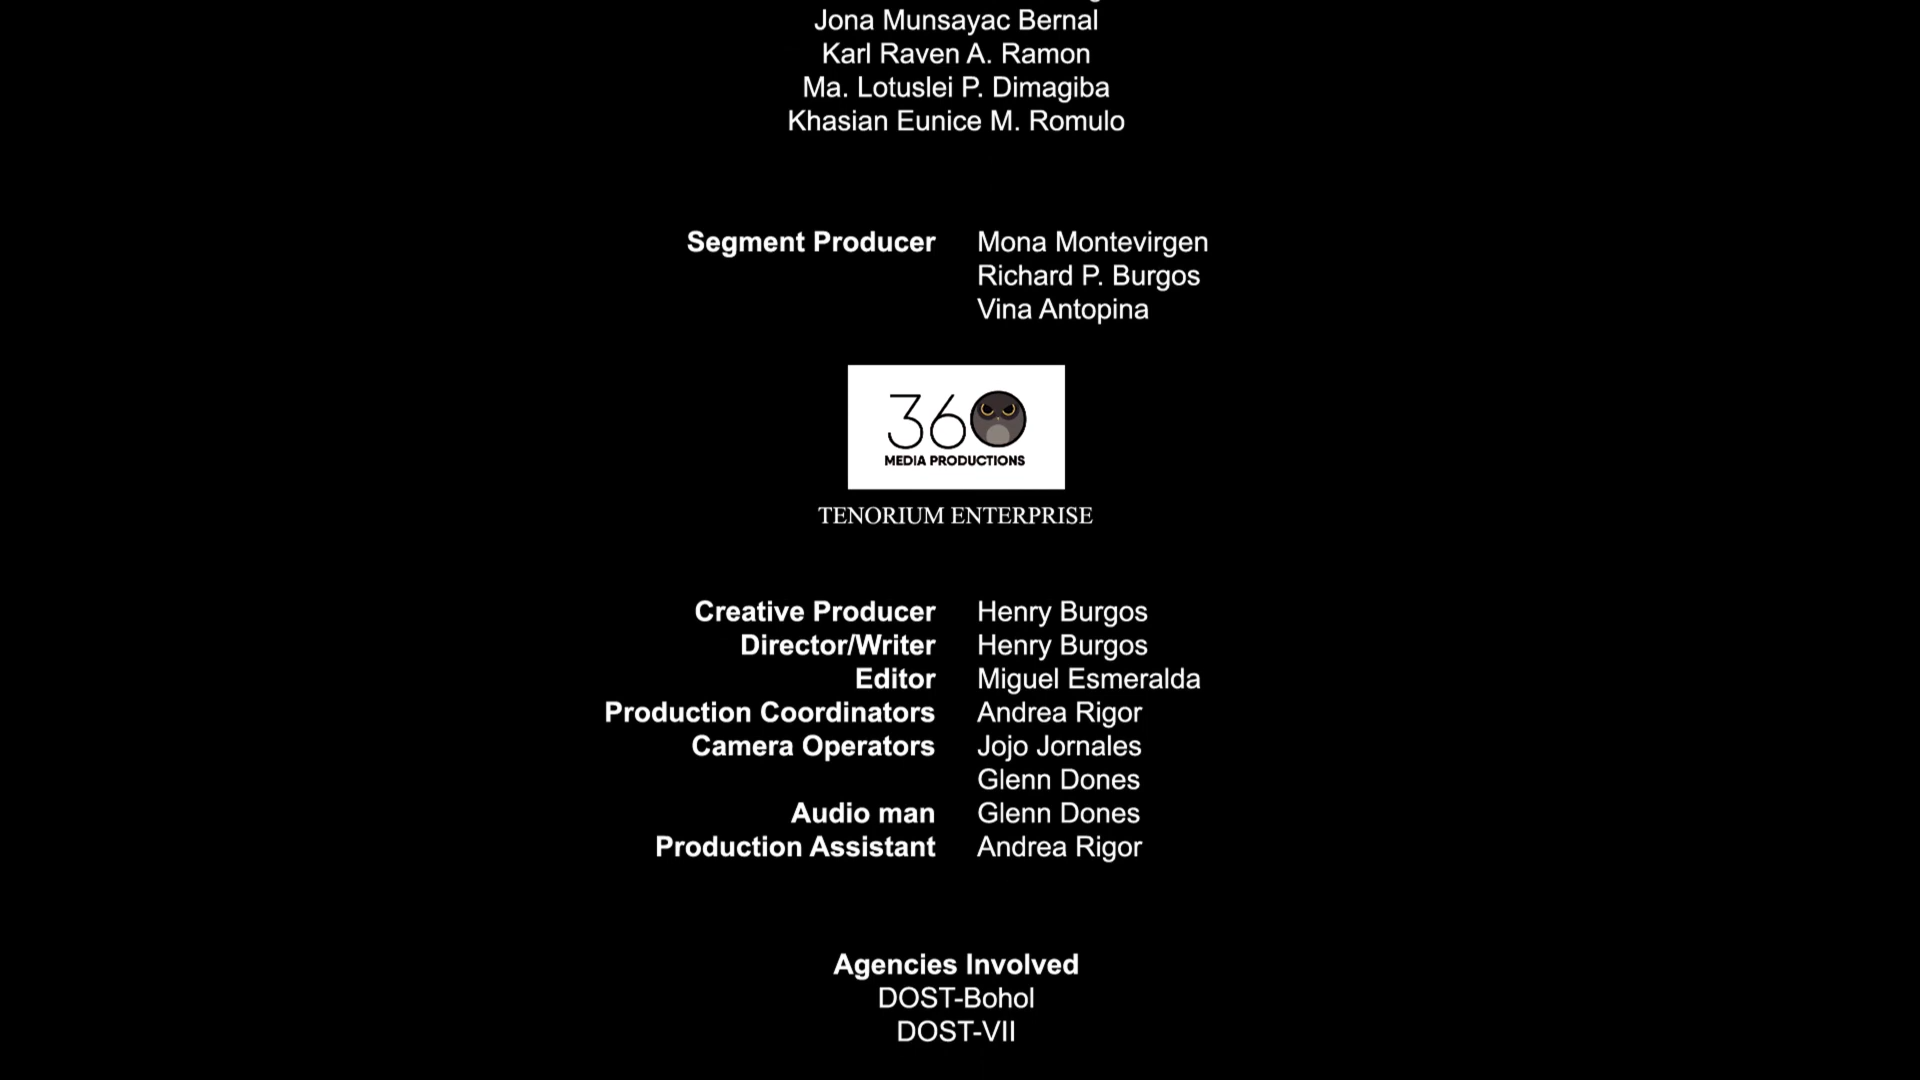 Jona Munsayac Bernal
Karl Raven A. Ramon
Ma. Lotuslei P. Dimagiba
Khasian Eunice M. Romulo
Segment Producer Mona Montevirgen
Richard P. Burgos
Vina Antopina
360
MEDIA PRODUCTIONS
TENORIUM ENTERPRISE
Creative Producer Henry Burgos
Director/Writer Henry Burgos
Editor Miguel Esmeralda
Production Coordinators Andrea Rigor
Camera Operators Jojo Jornales
Glenn Dones
Audio man Glenn Dones
Production Assistant Andrea Rigor
Agencies Involved
DOST-Bohol
DOST-VII